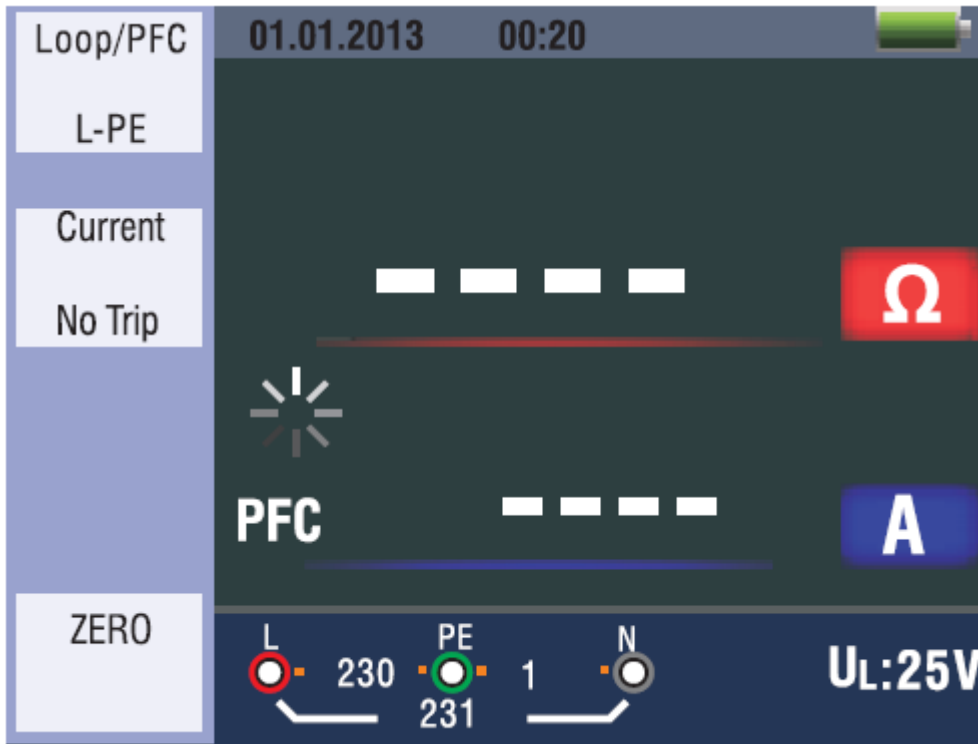 Loop/PFC
L-PE
01.01.2013 00:20
Current
No Trip
---- Ω
PFC ---- A
ZERO
L PE N
230 1
231
UL:25V